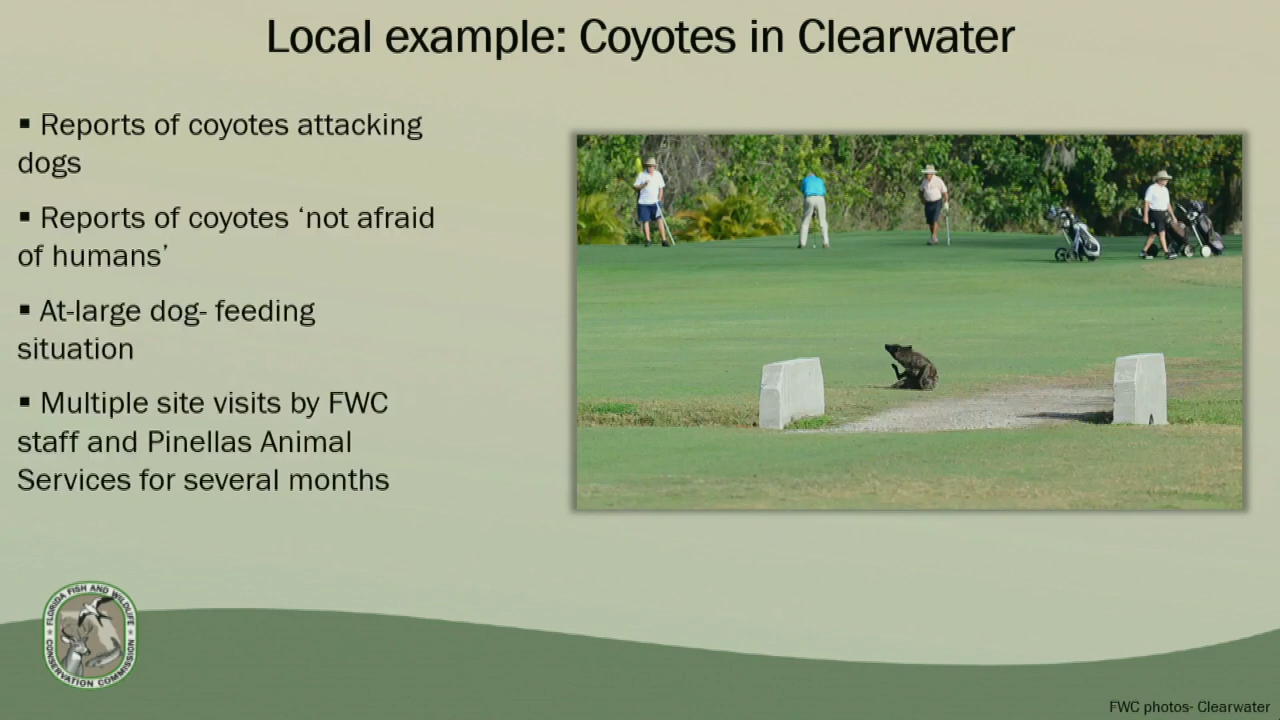 Local example: Coyotes in Clearwater
▪ Reports of coyotes attacking
dogs
▪ Reports of coyotes ‘not afraid
of humans’
▪ At-large dog- feeding
situation
▪ Multiple site visits by FWC
staff and Pinellas Animal
Services for several months
FLORIDA FISH AND WILDLIFE
CONSERVATION COMMISSION
FWC photos- Clearwater